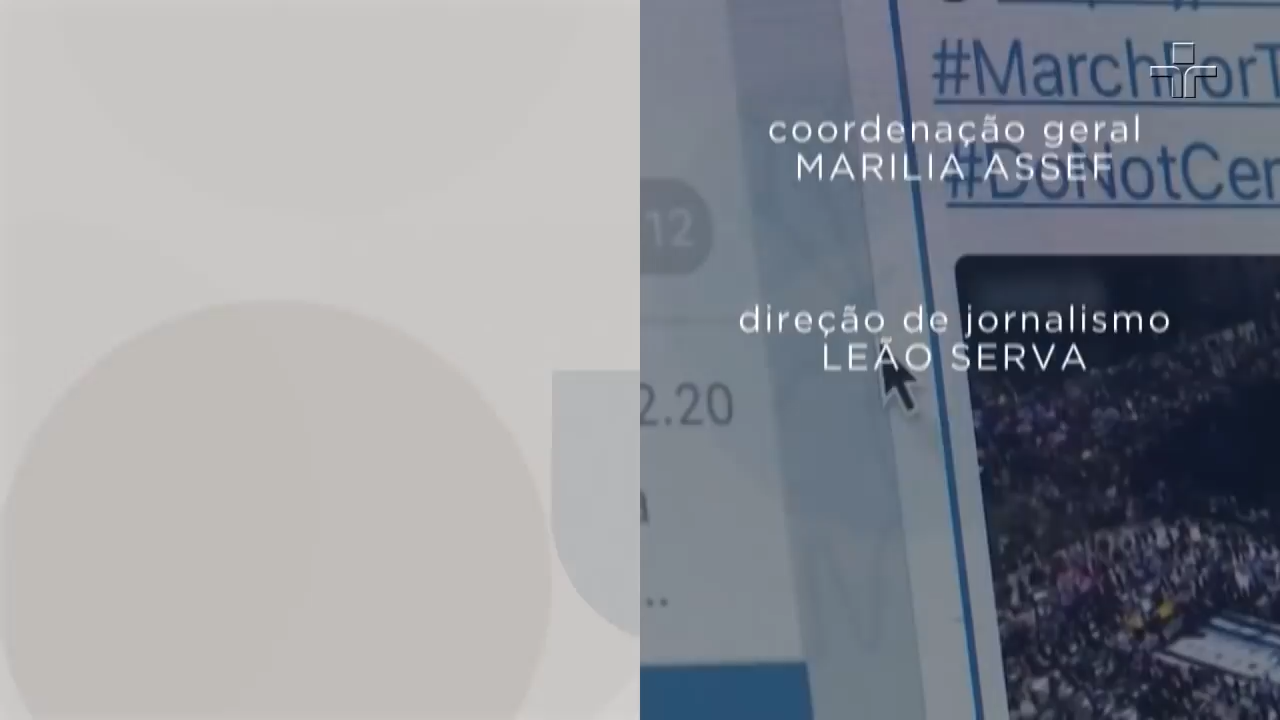 #MarchForT
coordenação geral
MARILIA ASSEF
#DoNotCen
12
direção de jornalismo
LEÃO SERVA
2.20